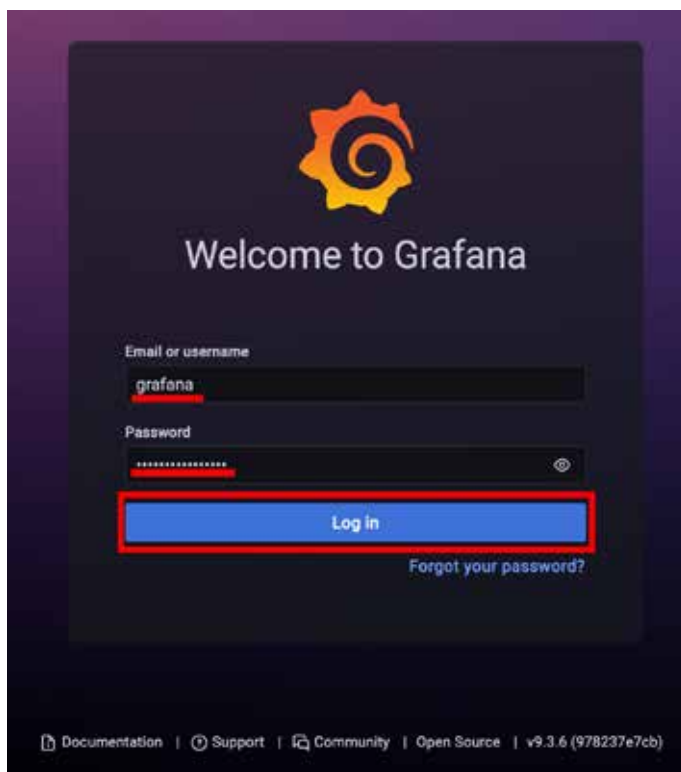 Welcome to Grafana
Email or username
grafana
Password
••••••••••••••••
Log in
Forgot your password?
Documentation | Support | Community | Open Source | v9.3.6 (978237e7cb)